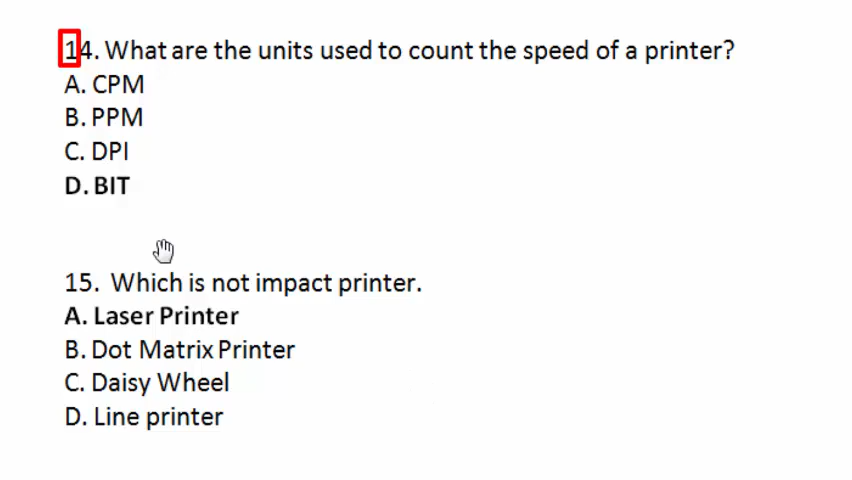 14. What are the units used to count the speed of a printer?
A. CPM
B. PPM
C. DPI
D. BIT
15. Which is not impact printer.
A. Laser Printer
B. Dot Matrix Printer
C. Daisy Wheel
D. Line printer